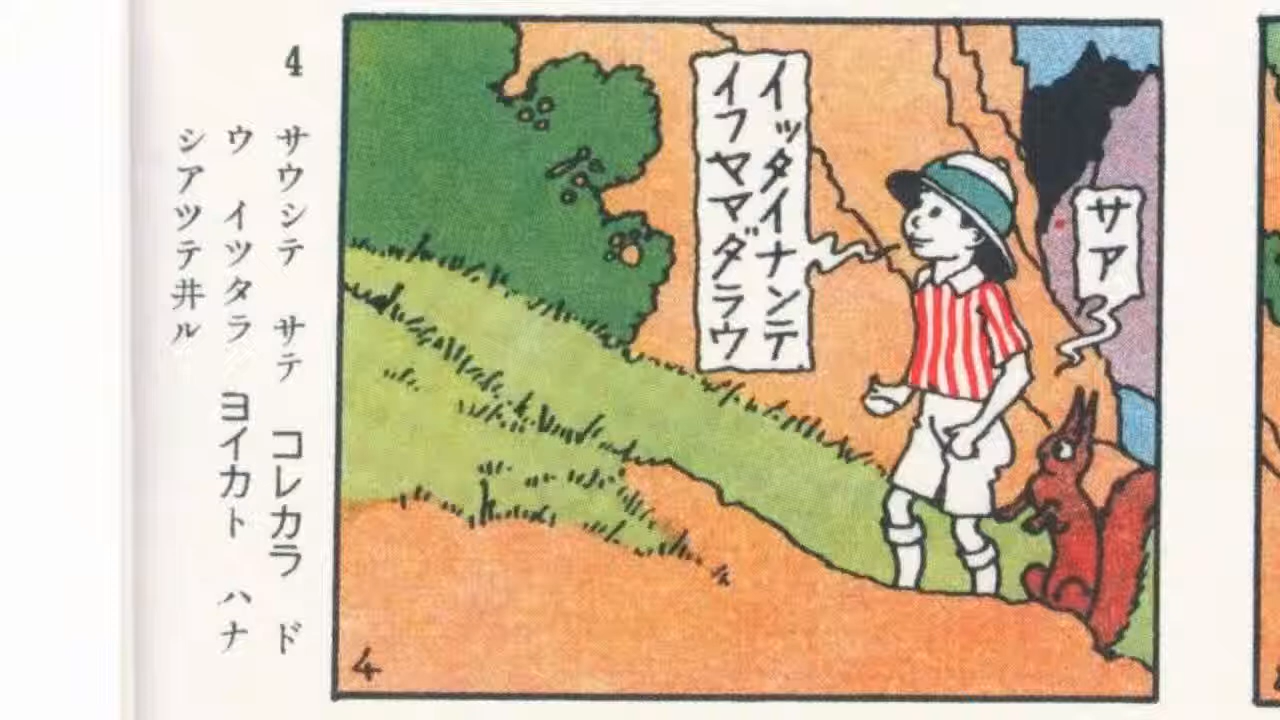 サア
イッタイナンテ
イフヤマダラウ
4
4
サウシテ サテ コレカラ ド
ウ イツタラ ヨイカト ハナ
シアツテ井ル